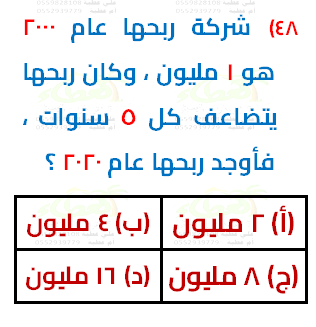 ٤٨) شركة ربحها عام ٢٠٠٠
هو ١ مليون ، وكان ربحها
يتضاعف كل ٥ سنوات ،
فأوجد ربحها عام ٢٠٢٠ ؟
(أ) ٢ مليون (ب) ٤ مليون
(ج) ٨ مليون (د) ١٦ مليون